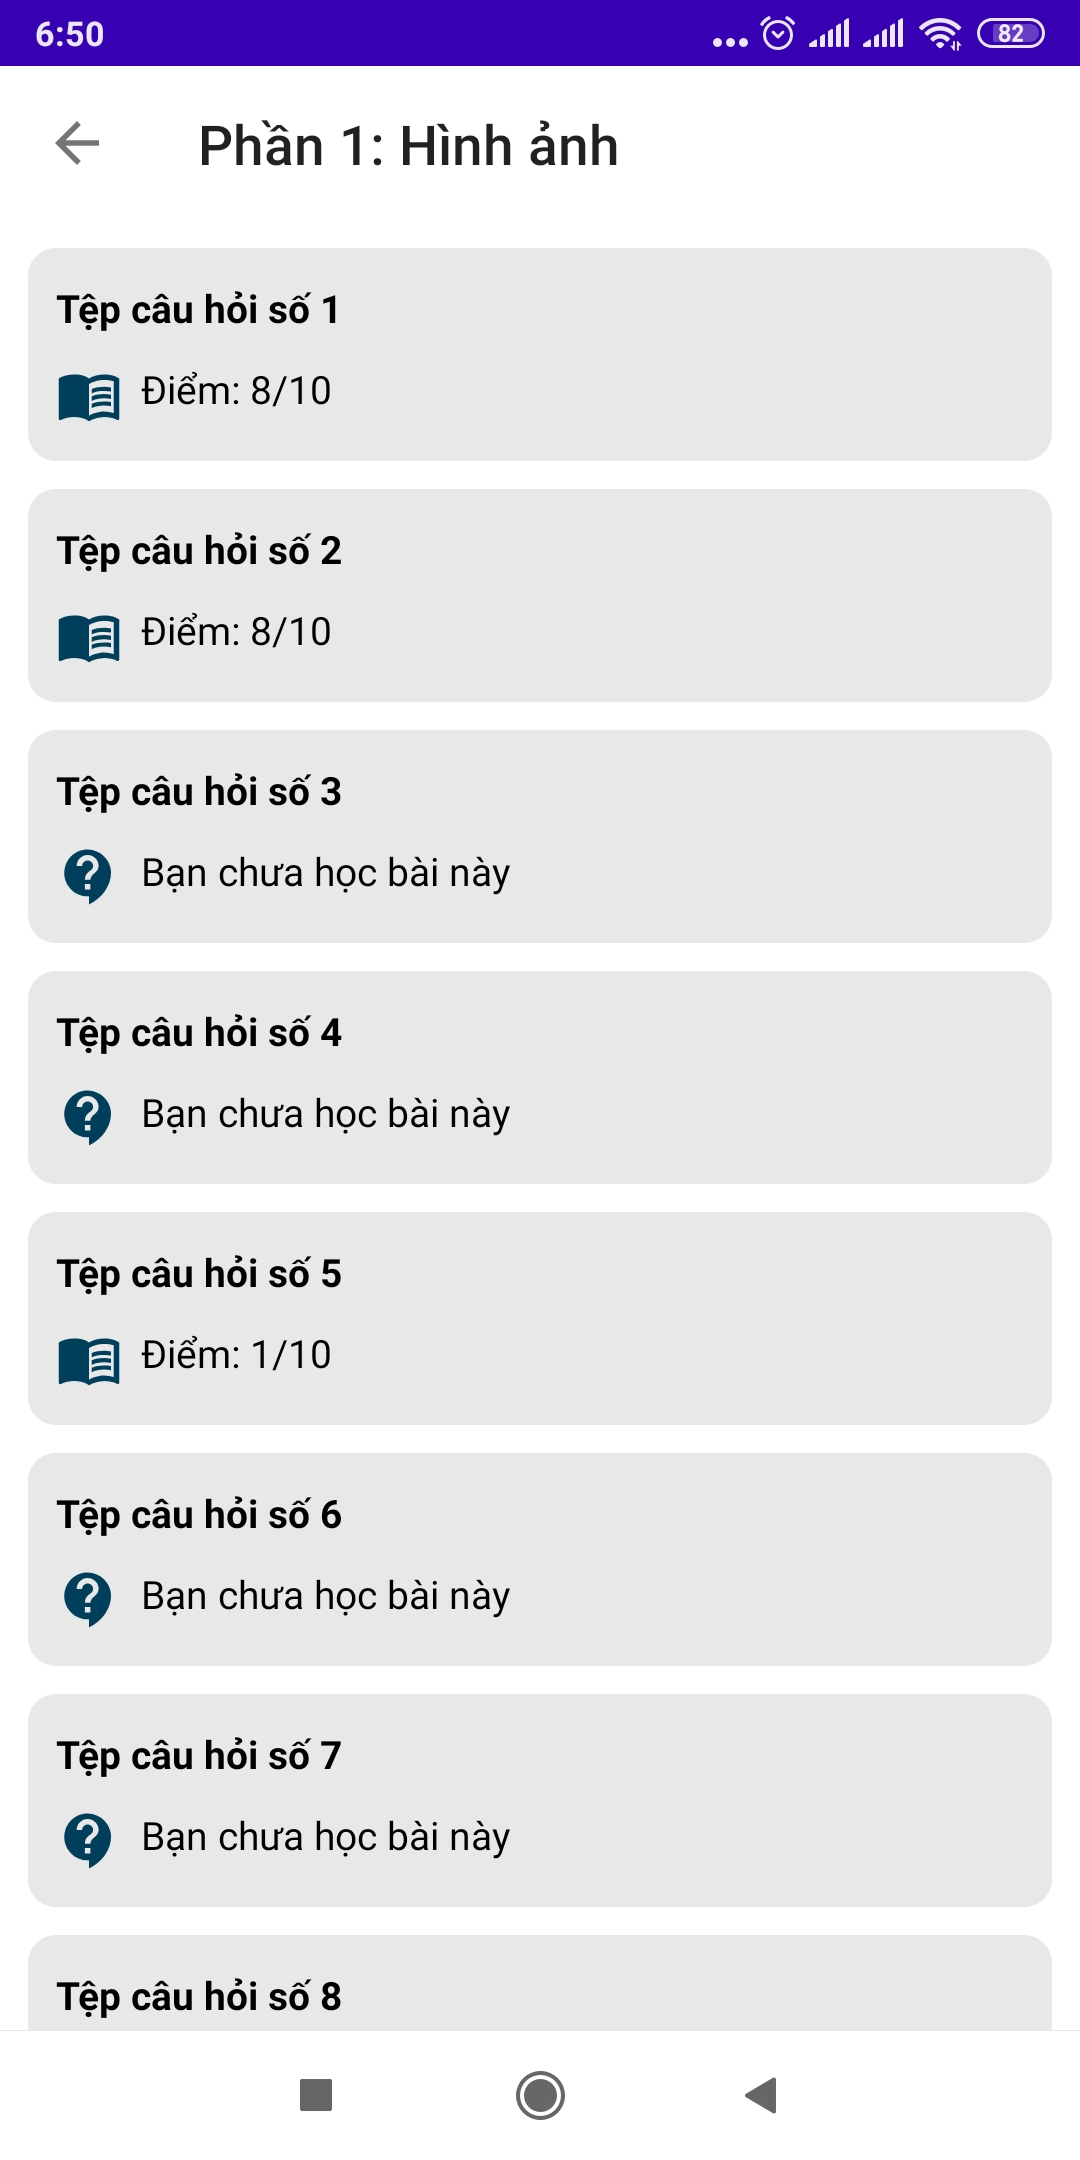 6:50
82
Phần 1: Hình ảnh
Tệp câu hỏi số 1
Điểm: 8/10
Tệp câu hỏi số 2
Điểm: 8/10
Tệp câu hỏi số 3
Bạn chưa học bài này
Tệp câu hỏi số 4
Bạn chưa học bài này
Tệp câu hỏi số 5
Điểm: 1/10
Tệp câu hỏi số 6
Bạn chưa học bài này
Tệp câu hỏi số 7
Bạn chưa học bài này
Tệp câu hỏi số 8